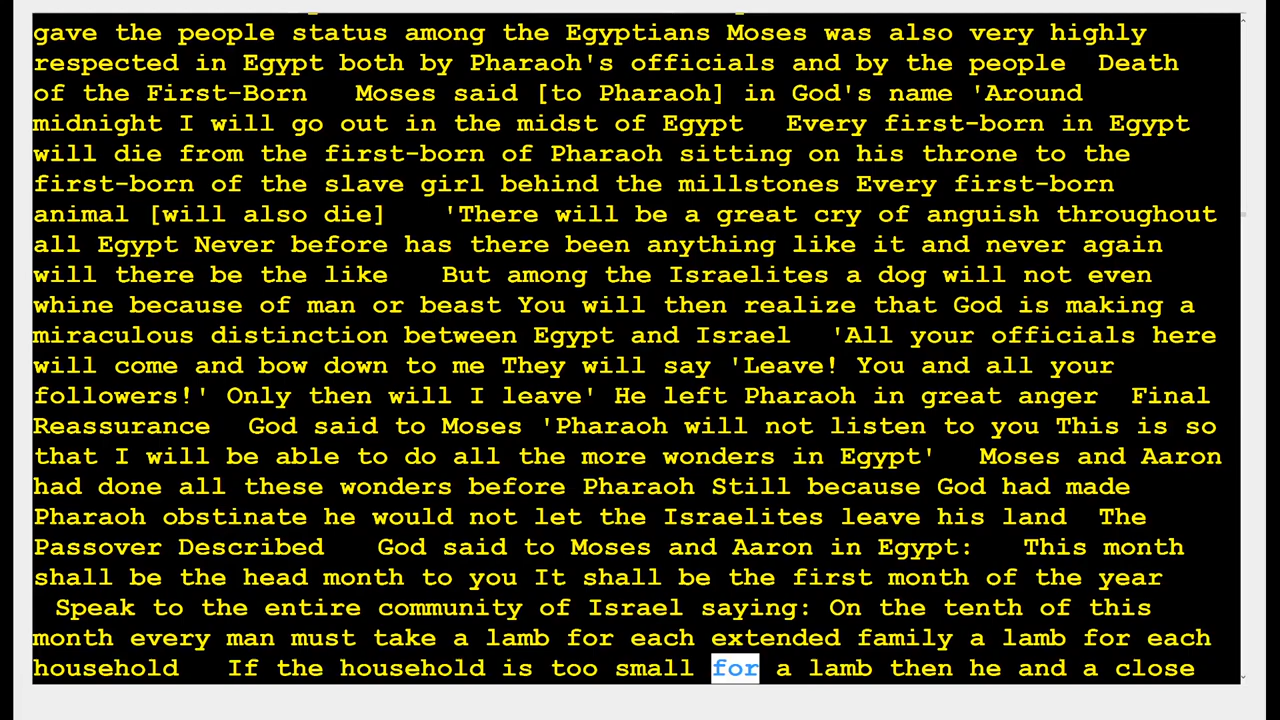 gave the people status among the Egyptians Moses was also very highly
respected in Egypt both by Pharaoh's officials and by the people  Death
of the First-Born   Moses said [to Pharaoh] in God's name 'Around
midnight I will go out in the midst of Egypt   Every first-born in Egypt
will die from the first-born of Pharaoh sitting on his throne to the
first-born of the slave girl behind the millstones Every first-born
animal [will also die]   'There will be a great cry of anguish throughout
all Egypt Never before has there been anything like it and never again
will there be the like   But among the Israelites a dog will not even
whine because of man or beast You will then realize that God is making a
miraculous distinction between Egypt and Israel   'All your officials here
will come and bow down to me They will say 'Leave! You and all your
followers!' Only then will I leave' He left Pharaoh in great anger  Final
Reassurance   God said to Moses 'Pharaoh will not listen to you This is so
that I will be able to do all the more wonders in Egypt'   Moses and Aaron
had done all these wonders before Pharaoh Still because God had made
Pharaoh obstinate he would not let the Israelites leave his land  The
Passover Described   God said to Moses and Aaron in Egypt:   This month
shall be the head month to you It shall be the first month of the year
Speak to the entire community of Israel saying: On the tenth of this
month every man must take a lamb for each extended family a lamb for each
household   If the household is too small for a lamb then he and a close